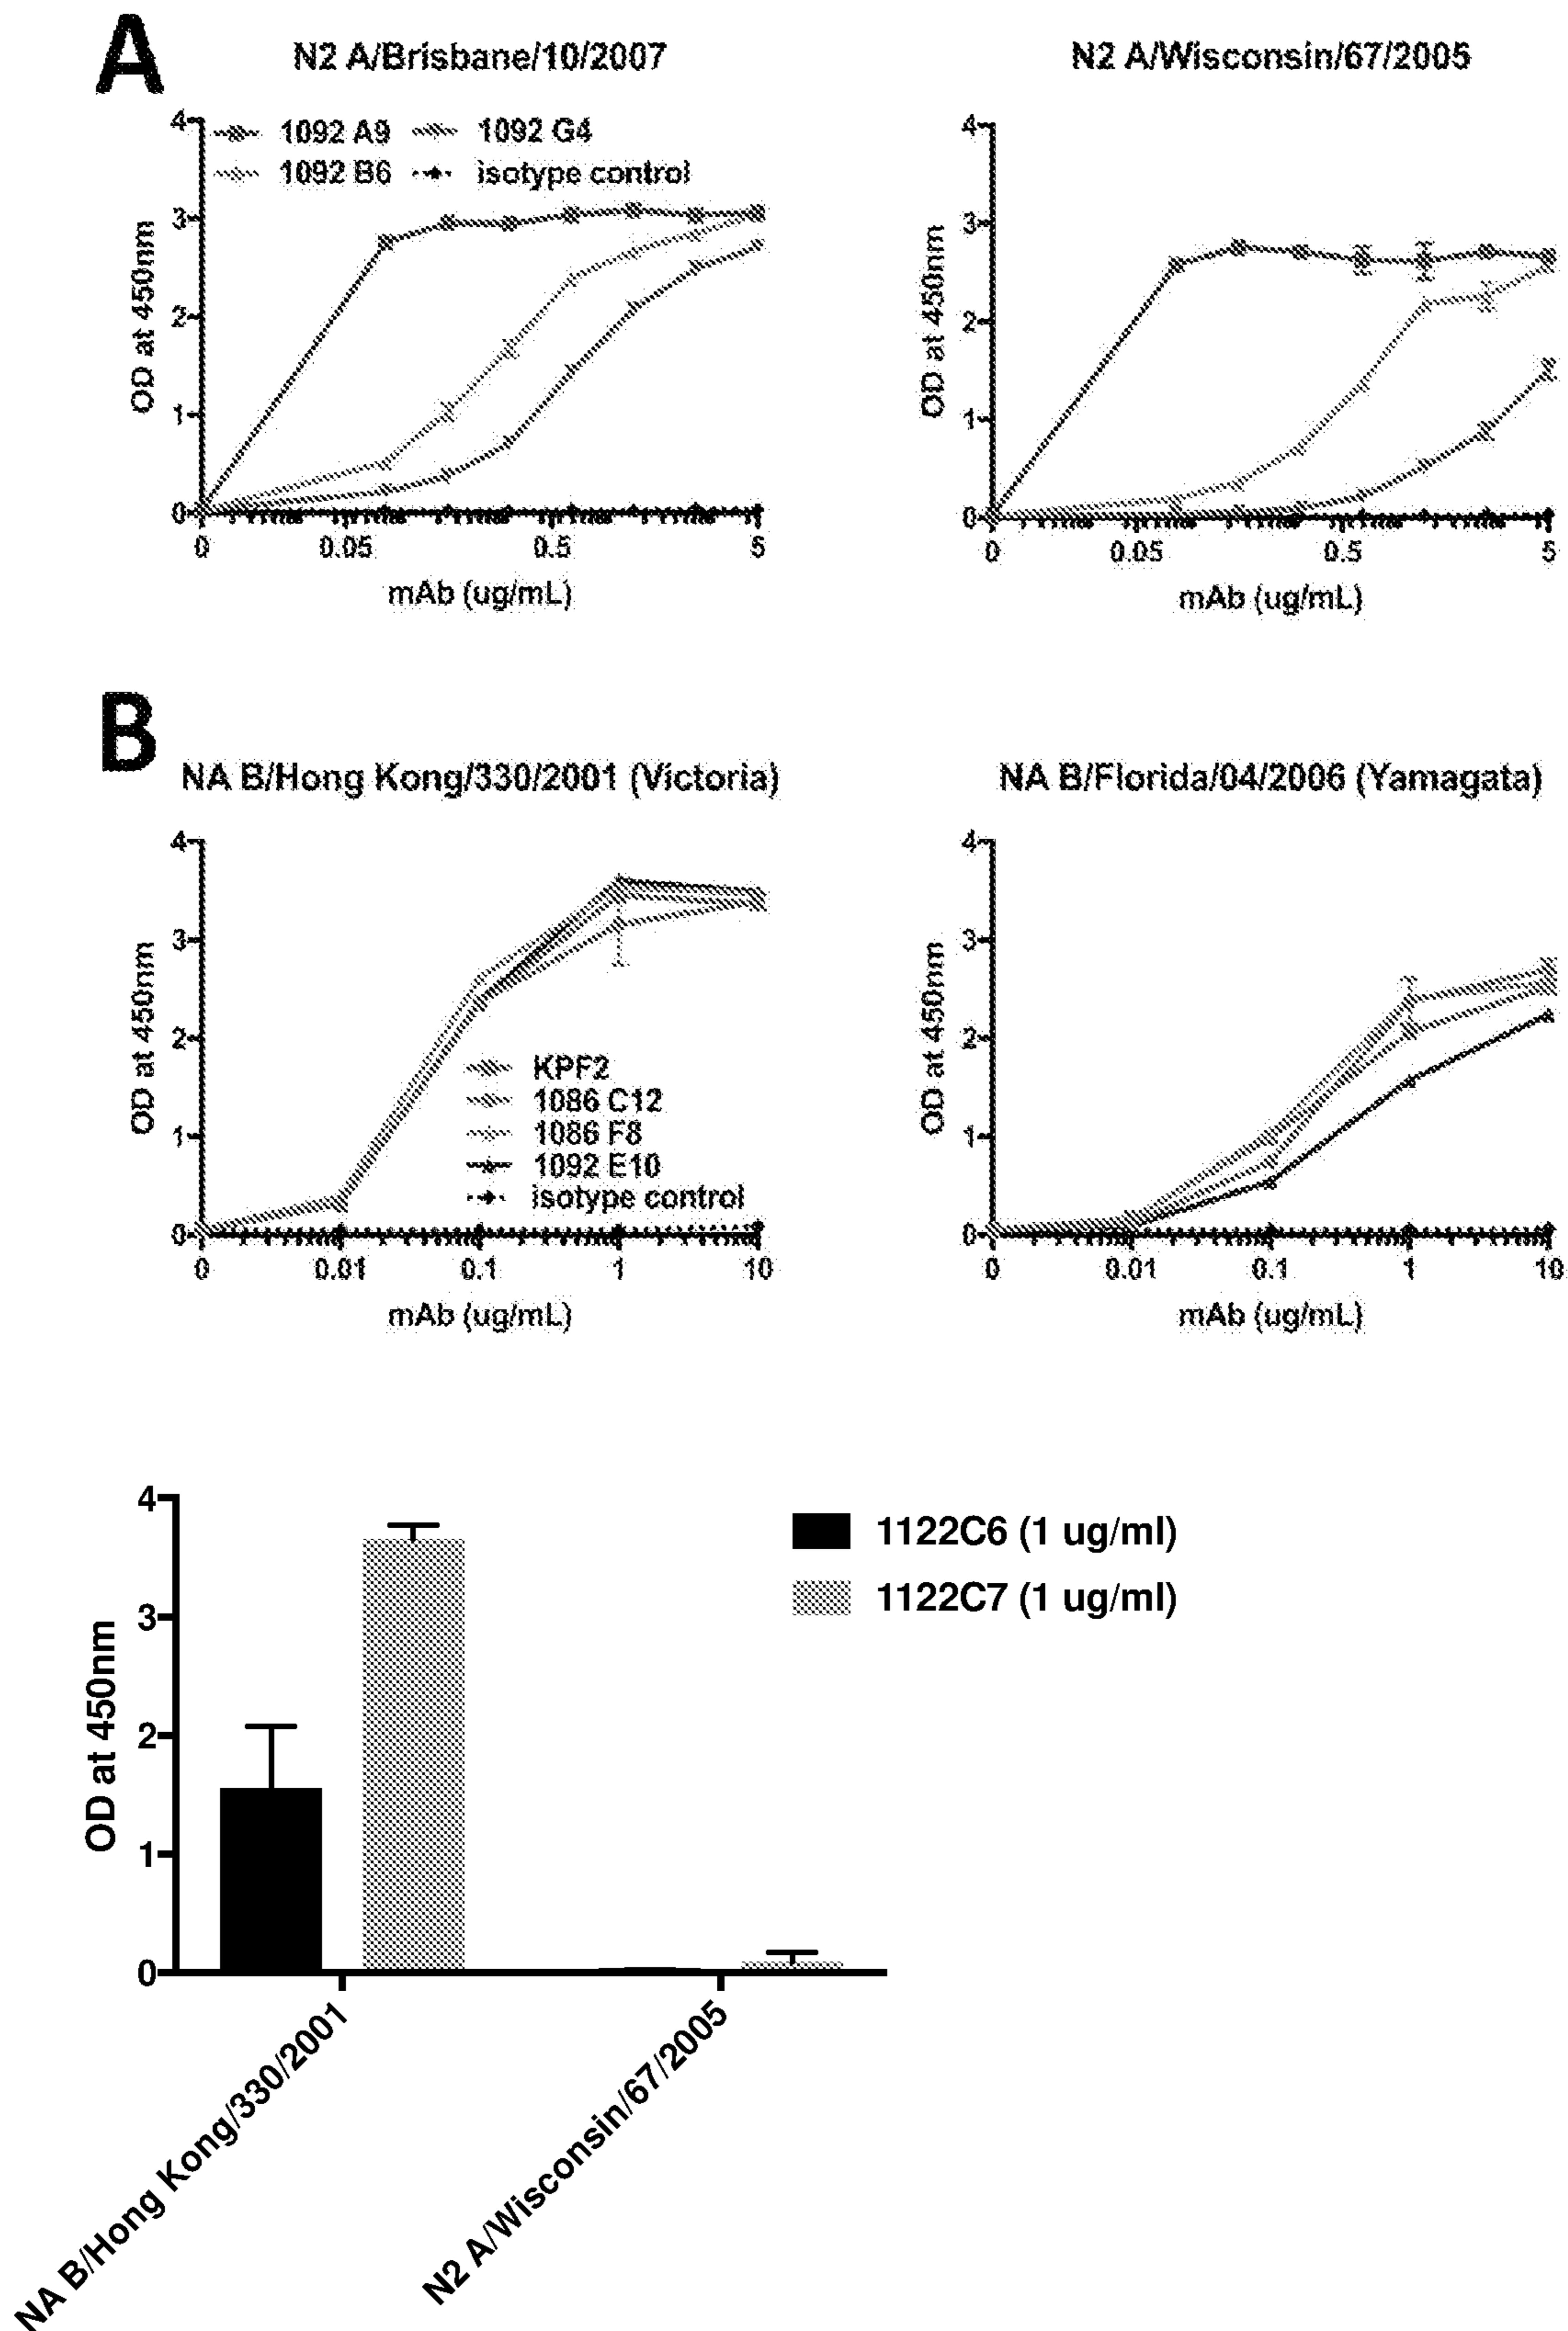 A
N2 A/Brisbane/10/2007
N2 A/Wisconsin/67/2005
1092 A9
1092 G4
1092 B6
isotype control
4
3
2
1
0
OD at 450nm
0
0.05
0.5
5
mAb (ug/mL)
4
3
2
1
0
OD at 450nm
0
0.05
0.5
5
mAb (ug/mL)
B
NA B/Hong Kong/330/2001 (Victoria)
NA B/Florida/04/2006 (Yamagata)
4
3
2
1
0
OD at 450nm
KPF2
1086 C12
1086 F8
1092 E10
isotype control
0
0.01
0.1
1
10
mAb (ug/mL)
4
3
2
1
0
OD at 450nm
0
0.01
0.1
1
10
mAb (ug/mL)
4
3
2
1
0
OD at 450nm
1122C6 (1 ug/ml)
1122C7 (1 ug/ml)
NA B/Hong Kong/330/2001
N2 A/Wisconsin/67/2005